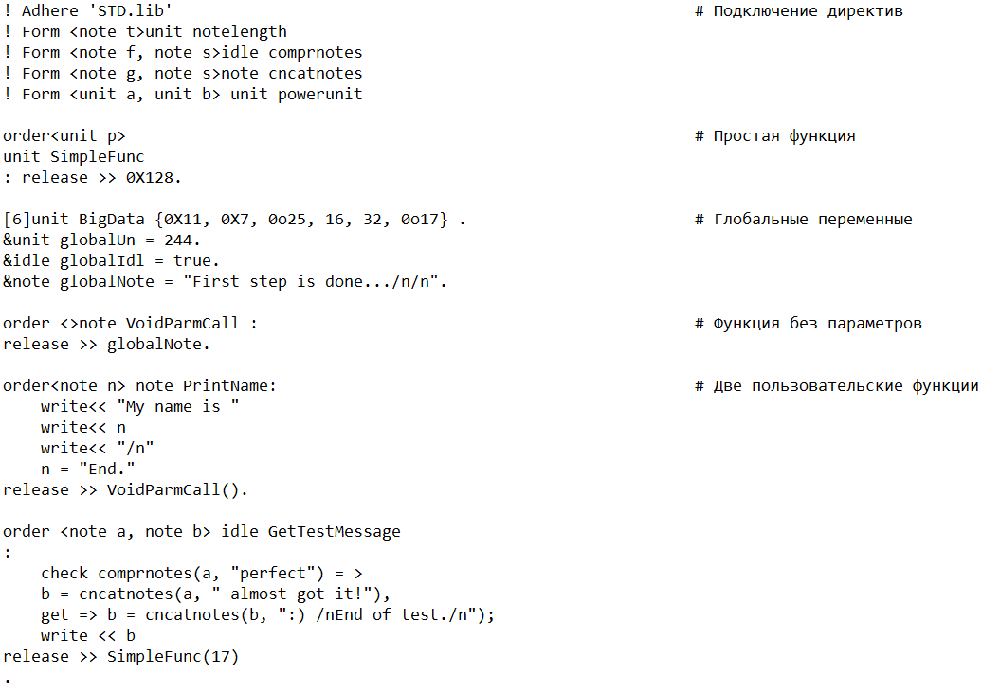 ! Adhere 'STD.lib' # Подключение директив
! Form <note t>unit notelength
! Form <note f, note s>idle comprnotes
! Form <note g, note s>note cncatnotes
! Form <unit a, unit b> unit powerunit
order<unit p> # Простая функция
unit SimpleFunc
: release >> 0X128.
[6]unit BigData {0X11, 0X7, 0o25, 16, 32, 0o17} . # Глобальные переменные
&unit globalUn = 244.
&idle globalIdl = true.
&note globalNote = "First step is done.../n/n".
order <>note VoidParmCall : # Функция без параметров
release >> globalNote.
order<note n> note PrintName: # Две пользовательские функции
write<< "My name is "
write<< n
write<< "/n"
n = "End."
release >> VoidParmCall().
order <note a, note b> idle GetTestMessage
:
check comprnotes(a, "perfect") = >
b = cncatnotes(a, " almost got it!"),
get => b = cncatnotes(b, ":) /nEnd of test./n");
write << b
release >> SimpleFunc(17)
.